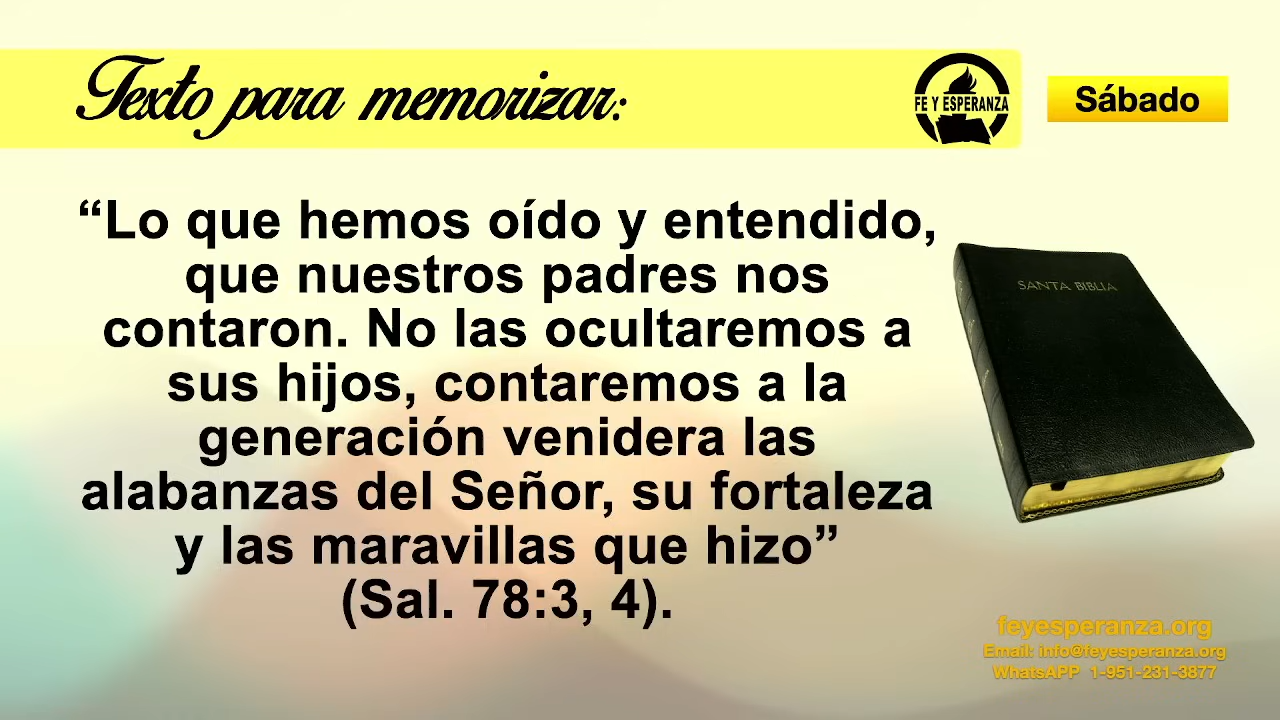 Texto para memorizar:
FE Y ESPERANZA
Sábado
“Lo que hemos oído y entendido,
que nuestros padres nos
contaron. No las ocultaremos a
sus hijos, contaremos a la
generación venidera las
alabanzas del Señor, su fortaleza
y las maravillas que hizo”
(Sal. 78:3, 4).
SANTA BIBLIA
feyesperanza.org
Email: info@feyesperanza.org
WhatsAPP 1-951-231-3877